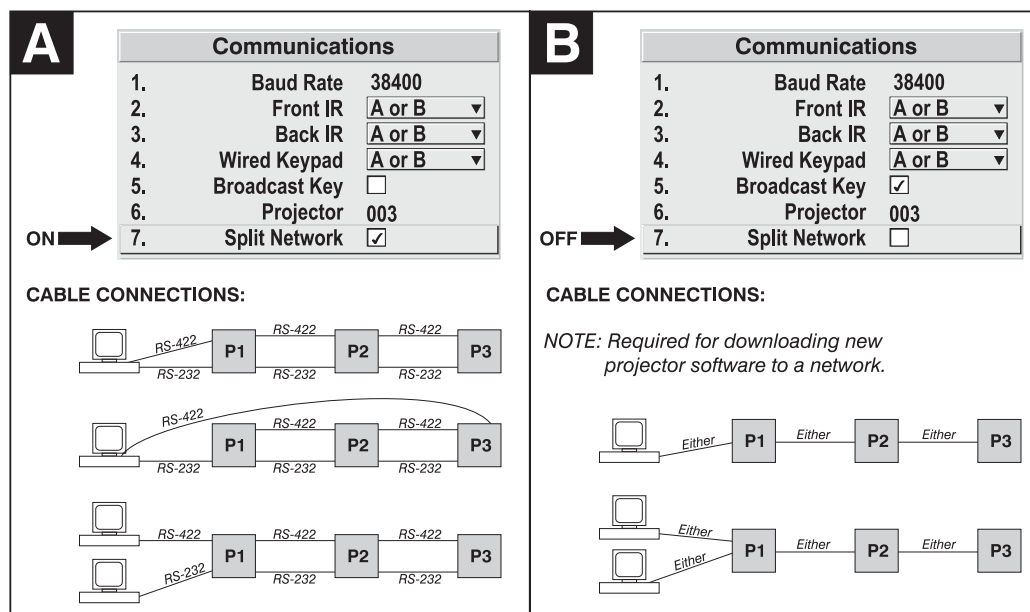 A
Communications
1. Baud Rate 38400
2. Front IR A or B
3. Back IR A or B
4. Wired Keypad A or B
5. Broadcast Key
6. Projector 003
ON 7. Split Network ✓
CABLE CONNECTIONS:
RS-422 RS-422 RS-422
P1 P2 P3
RS-232 RS-232 RS-232
RS-422 RS-422 RS-422
P1 P2 P3
RS-232 RS-232 RS-232
RS-422 RS-422 RS-422
P1 P2 P3
RS-232 RS-232 RS-232
B
Communications
1. Baud Rate 38400
2. Front IR A or B
3. Back IR A or B
4. Wired Keypad A or B
5. Broadcast Key ✓
6. Projector 003
OFF 7. Split Network
CABLE CONNECTIONS:
NOTE: Required for downloading new
projector software to a network.
Either P1 Either P2 Either P3
Either
P1 Either P2 Either P3
Either